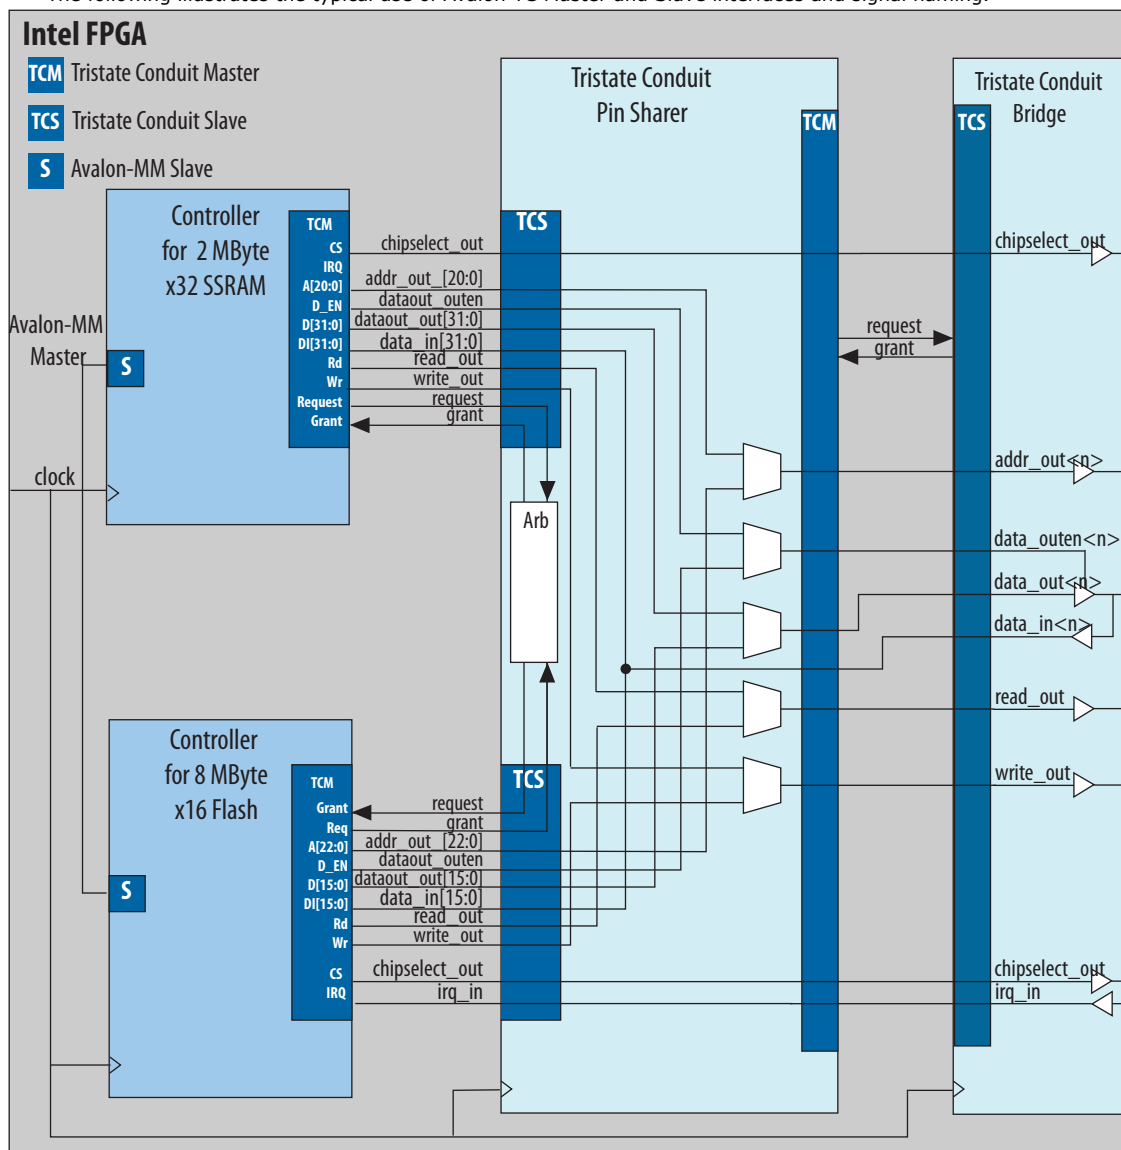 Intel FPGA
TCM Tristate Conduit Master
TCS Tristate Conduit Slave
S Avalon-MM Slave
Controller
for 2 MByte
x32 SSRAM
TCM
CS
IRQ
A[20:0]
D_EN
D[31:0]
DI[31:0]
Rd
Wr
Request
Grant
Avalon-MM
Master
S
clock
chipselect_out
addr_out_[20:0]
dataout_outen
dataout_out[31:0]
data_in[31:0]
read_out
write_out
request
grant
Tristate Conduit
Pin Sharer
TCS
TCM
Arb
request
grant
Tristate Conduit
Bridge
TCS
chipselect_out
addr_out<n>
data_outen<n>
data_out<n>
data_in<n>
read_out
write_out
chipselect_out
irq_in
Controller
for 8 MByte
x16 Flash
TCM
Grant
Req
A[22:0]
D_EN
D[15:0]
DI[15:0]
Rd
Wr
CS
IRQ
S
request
grant
addr_out_[22:0]
dataout_outen
dataout_out[15:0]
data_in[15:0]
read_out
write_out
chipselect_out
irq_in
TCS